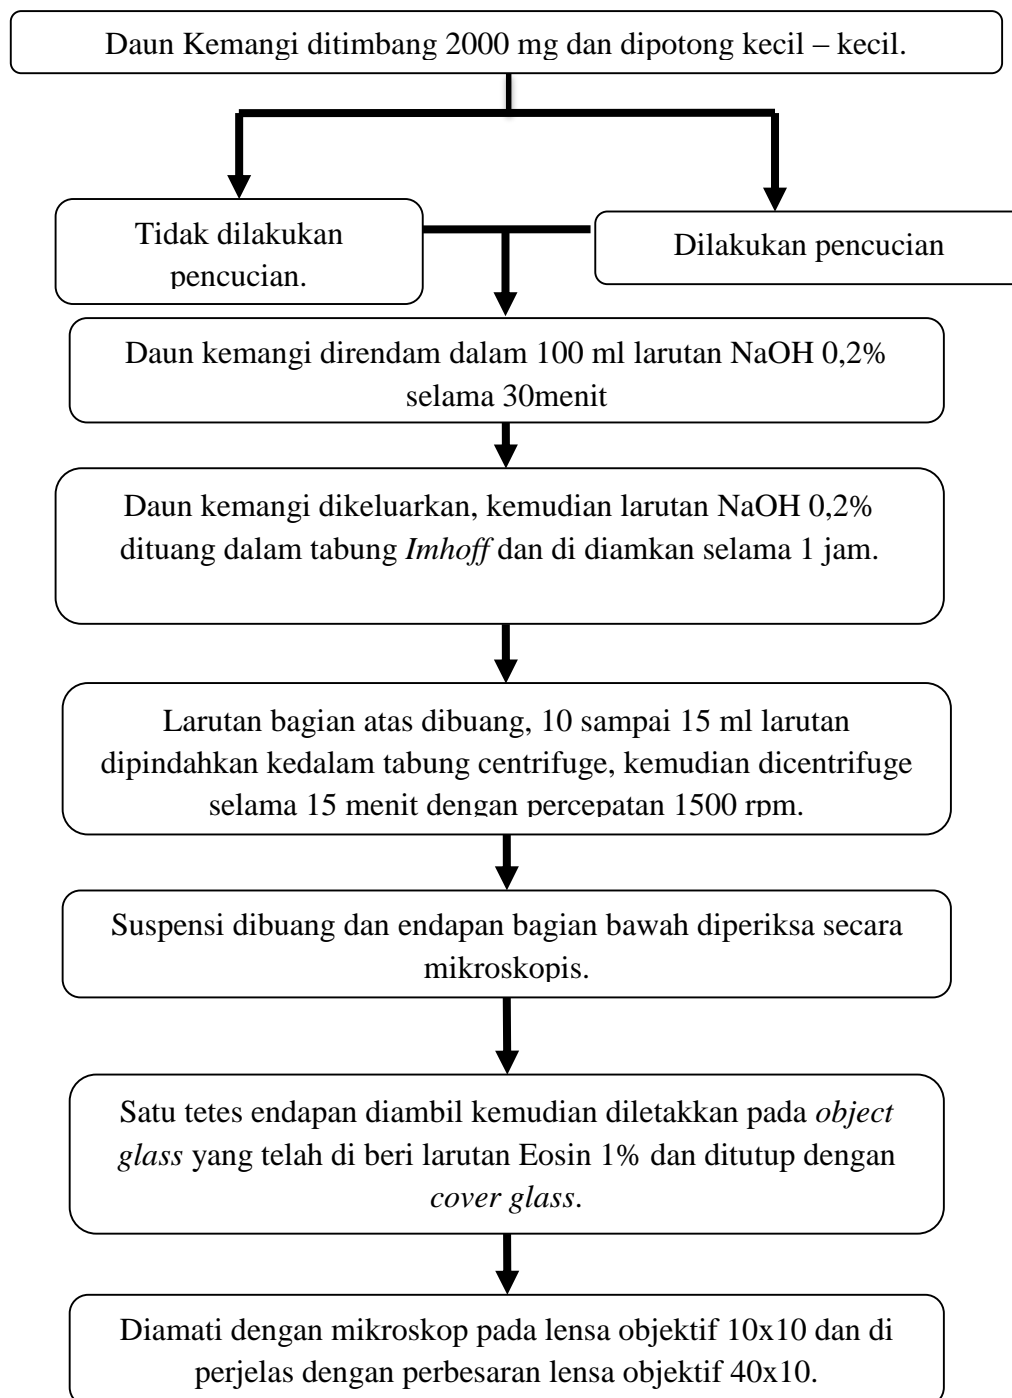 Daun Kemangi ditimbang 2000 mg dan dipotong kecil – kecil.
Tidak dilakukan
pencucian.
Dilakukan pencucian
Daun kemangi direndam dalam 100 ml larutan NaOH 0,2%
selama 30menit
Daun kemangi dikeluarkan, kemudian larutan NaOH 0,2%
dituang dalam tabung Imhoff dan di diamkan selama 1 jam.
Larutan bagian atas dibuang, 10 sampai 15 ml larutan
dipindahkan kedalam tabung centrifuge, kemudian dicentrifuge
selama 15 menit dengan percepatan 1500 rpm.
Suspensi dibuang dan endapan bagian bawah diperiksa secara
mikroskopis.
Satu tetes endapan diambil kemudian diletakkan pada object
glass yang telah di beri larutan Eosin 1% dan ditutup dengan
cover glass.
Diamati dengan mikroskop pada lensa objektif 10x10 dan di
perjelas dengan perbesaran lensa objektif 40x10.